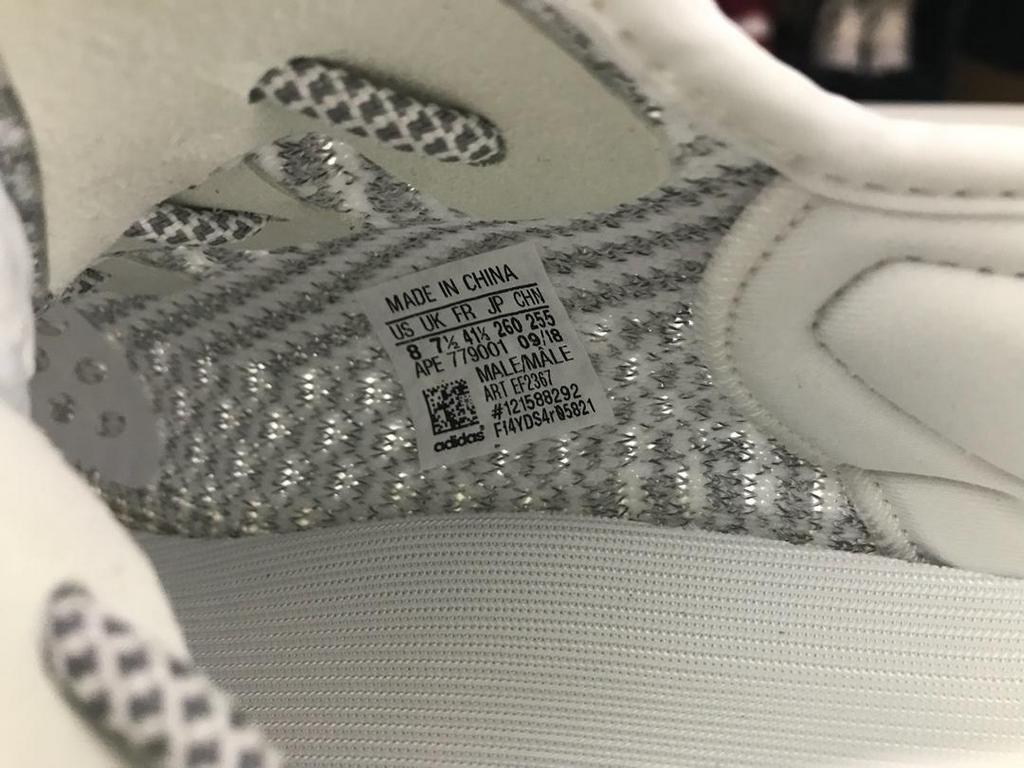 MADE IN CHINA
US UK FR JP CHN
8 7½ 41⅓ 260 255
APE 779001 09/18
MALE/MÂLE
ART EF2367
#121588292
Fi4YDS4r05821
adidas